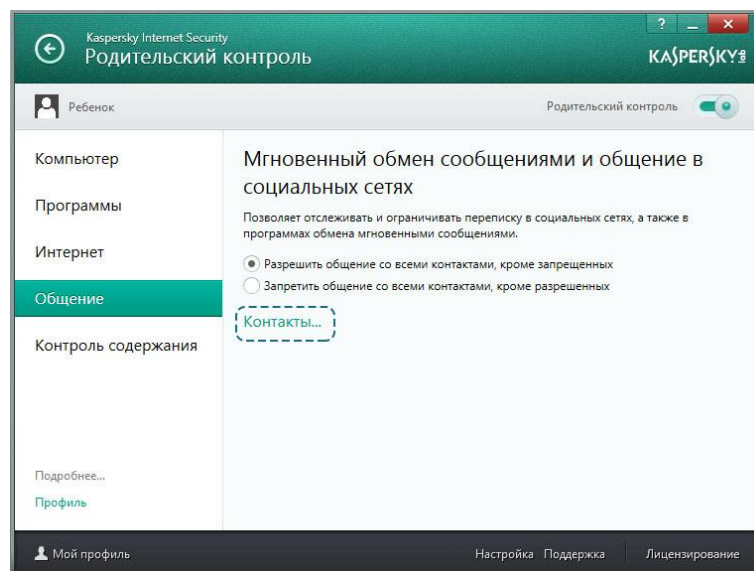 Kaspersky Internet Security
Родительский контроль
?
KASPERSKY
Ребенок
Родительский контроль
Компьютер
Программы
Интернет
Общение
Контроль содержания
Подробнее...
Профиль
Мгновенный обмен сообщениями и общение в
социальных сетях
Позволяет отслеживать и ограничивать переписку в социальных сетях, а также в
программах обмена мгновенными сообщениями.
Разрешить общение со всеми контактами, кроме запрещенных
Запретить общение со всеми контактами, кроме разрешенных
Контакты...
Мой профиль
Настройка Поддержка
Лицензирование